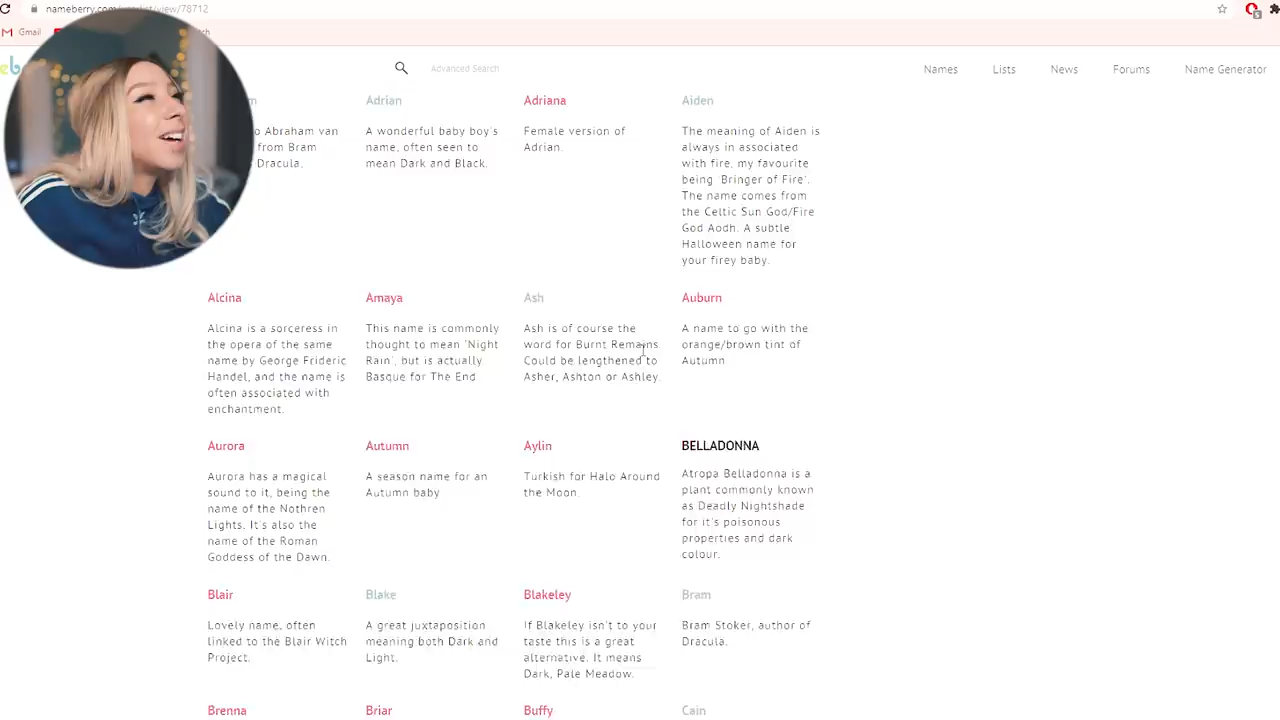 nameberry.com/
view/78712
Gmail
Advanced Search
Names
Lists
News
Forums
Name Generator
Abraham van
from Bram
Dracula.
Adrian
A wonderful baby boy's
name, often seen to
mean Dark and Black.
Adriana
Female version of
Adrian.
Aiden
The meaning of Aiden is
always in associated
with fire, my favourite
being 'Bringer of Fire'.
The name comes from
the Celtic Sun God/Fire
God Aodh. A subtle
Halloween name for
your firey baby.
Alcina
Alcina is a sorceress in
the opera of the same
name by George Frideric
Handel, and the name is
often associated with
enchantment.
Amaya
This name is commonly
thought to mean 'Night
Rain', but is actually
Basque for The End
Ash
Ash is of course the
word for Burnt Remains.
Could be lengthened to
Asher, Ashton or Ashley.
Auburn
A name to go with the
orange/brown tint of
Autumn
Aurora
Aurora has a magical
sound to it, being the
name of the Nothren
Lights. It's also the
name of the Roman
Goddess of the Dawn.
Autumn
A season name for an
Autumn baby
Aylin
Turkish for Halo Around
the Moon.
BELLADONNA
Atropa Belladonna is a
plant commonly known
as Deadly Nightshade
for it's poisonous
properties and dark
colour.
Blair
Lovely name, often
linked to the Blair Witch
Project.
Blake
A great juxtaposition
meaning both Dark and
Light.
Blakeley
If Blakeley isn't to your
taste this is a great
alternative. It means
Dark, Pale Meadow.
Bram
Bram Stoker, author of
Dracula.
Brenna
Briar
Buffy
Cain